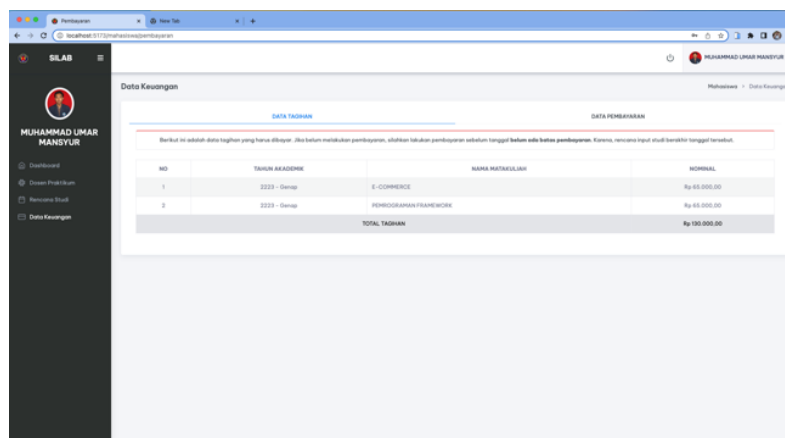 Pembayaran
New Tab
localhost:5173/mahasiswa/pembayaran
SILAB
MUHAMMAD UMAR MANSYUR
MUHAMMAD UMAR
MANSYUR
Dashboard
Dosen Praktikum
Rencana Studi
Data Keuangan
Data Keuangan
Mahasiswa > Data Keuanga
DATA TAGIHAN
DATA PEMBAYARAN
Berikut ini adalah data tagihan yang harus dibayar. Jika belum melakukan pembayaran, silahkan lakukan pembayaran sebelum tanggal belum ada batas pembayaran. Karena, rencana input studi berakhir tanggal tersebut.
NO TAHUN AKADEMIK NAMA MATAKULIAH NOMINAL
1 2223 - Genap E-COMMERCE Rp 65.000,00
2 2223 - Genap PEMROGRAMAN FRAMEWORK Rp 65.000,00
TOTAL TAGIHAN Rp 130.000,00